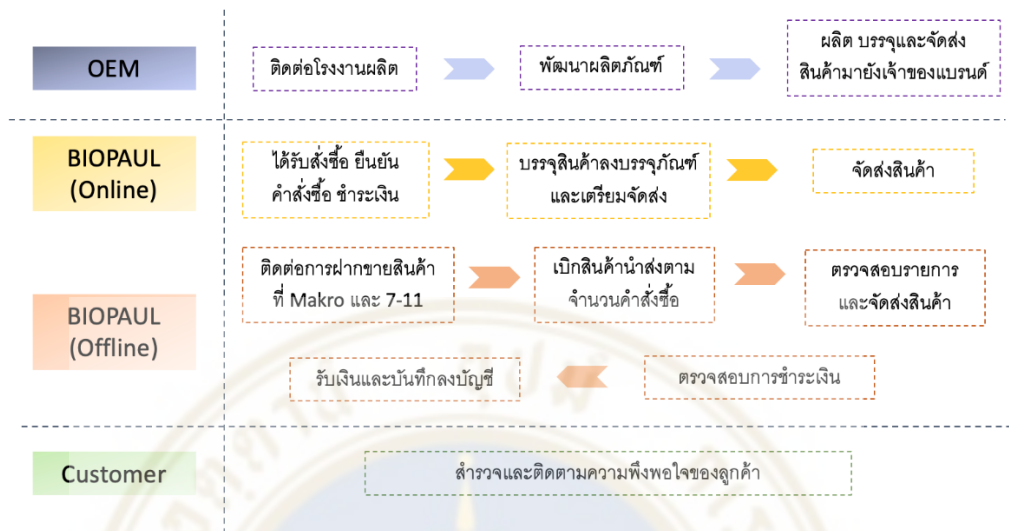 OEM
ติดต่อโรงงานผลิต
พัฒนาผลิตภัณฑ์
ผลิต บรรจุและจัดส่ง
สินค้ามายังเจ้าของแบรนด์
BIOPAUL
(Online)
ได้รับสั่งซื้อ ยืนยัน
คำสั่งซื้อ ชำระเงิน
บรรจุสินค้าลงบรรจุภัณฑ์
และเตรียมจัดส่ง
จัดส่งสินค้า
BIOPAUL
(Offline)
ติดต่อการฝากขายสินค้า
ที่ Makro และ 7-11
เบิกสินค้านำส่งตาม
จำนวนคำสั่งซื้อ
ตรวจสอบรายการ
และจัดส่งสินค้า
รับเงินและบันทึกลงบัญชี
ตรวจสอบการชำระเงิน
Customer
สำรวจและติดตามความพึงพอใจของลูกค้า